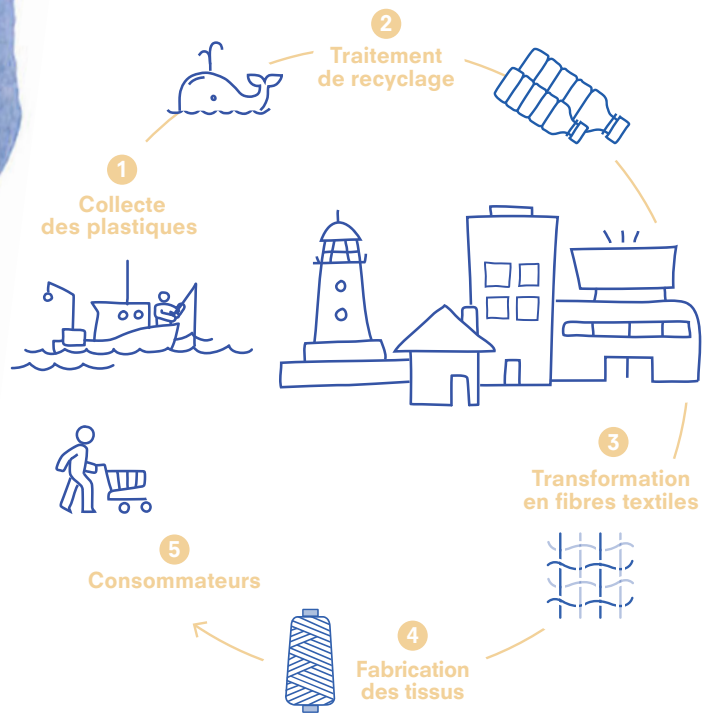 1
Collecte
des plastiques
2
Traitement
de recyclage
3
Transformation
en fibres textiles
4
Fabrication
des tissus
5
Consommateurs